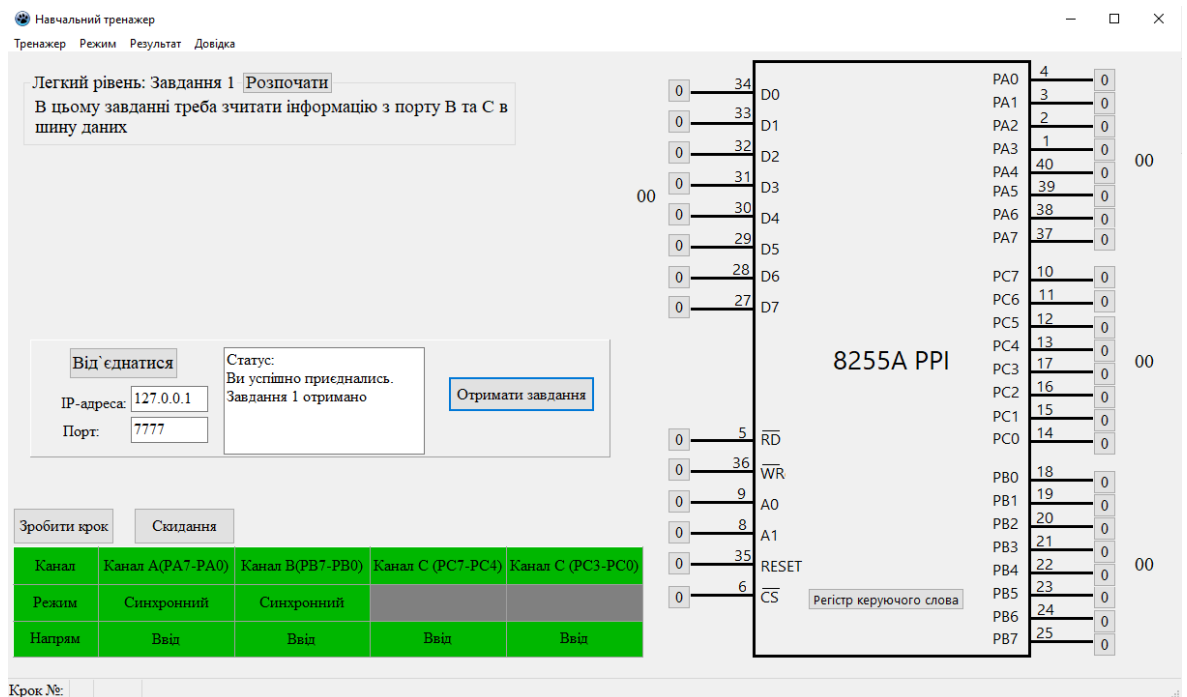 Навчальний тренажер
Тренажер Режим Результат Довідка
Легкий рівень: Завдання 1 Розпочати
В цьому завданні треба зчитати інформацію з порту В та С в
шину даних
Від`єднатися
IP-адреса: 127.0.0.1
Порт: 7777
Статус:
Ви успішно приєднались.
Завдання 1 отримано
Отримати завдання
Зробити крок Скидання
Канал Канал А(PA7-PA0) Канал В(PB7-PB0) Канал С (PC7-PC4) Канал С (PC3-PC0)
Режим Синхронний Синхронний
Напрям Ввід Ввід Ввід Ввід
Крок №:
00
0 34 D0
0 33 D1
0 32 D2
0 31 D3
0 30 D4
0 29 D5
0 28 D6
0 27 D7
0 5 RD
0 36 WR
0 9 A0
0 8 A1
0 35 RESET
0 6 CS
8255A PPI
Регістр керуючого слова
PA0 4 0
PA1 3 0
PA2 2 0
PA3 1 0
PA4 40 0
PA5 39 0
PA6 38 0
PA7 37 0
00
PC7 10 0
PC6 11 0
PC5 12 0
PC4 13 0
PC3 17 0
PC2 16 0
PC1 15 0
PC0 14 0
00
PB0 18 0
PB1 19 0
PB2 20 0
PB3 21 0
PB4 22 0
PB5 23 0
PB6 24 0
PB7 25 0
00